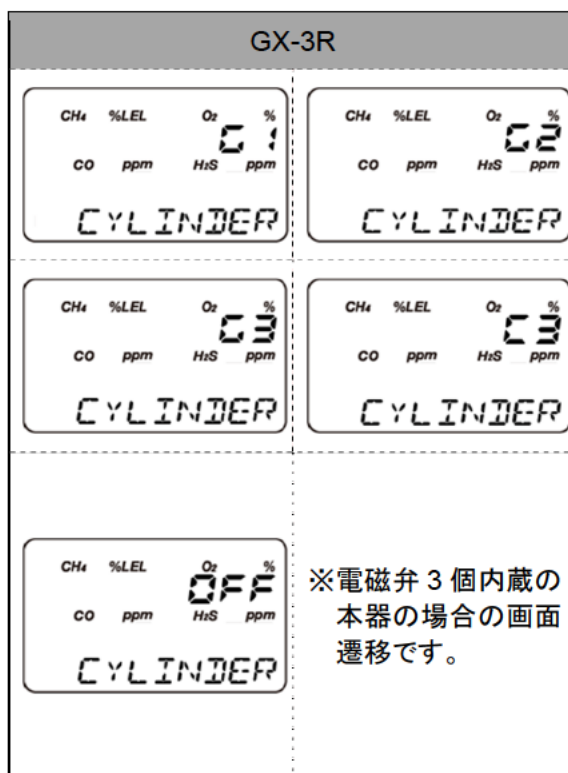 GX-3R
CH₄ %LEL O₂ %
G1
CO ppm H₂S ppm
CYLINDER
CH₄ %LEL O₂ %
G2
CO ppm H₂S ppm
CYLINDER
CH₄ %LEL O₂ %
G3
CO ppm H₂S ppm
CYLINDER
CH₄ %LEL O₂ %
C3
CO ppm H₂S ppm
CYLINDER
CH₄ %LEL O₂ %
OFF
CO ppm H₂S ppm
CYLINDER
※電磁弁 3 個内蔵の
本器の場合の画面
遷移です。